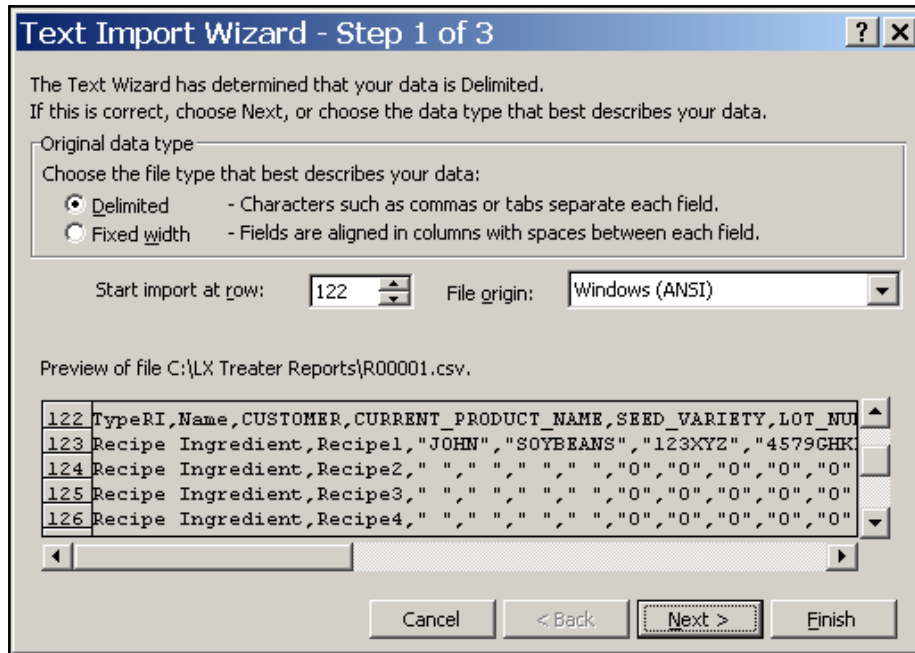 Text Import Wizard - Step 1 of 3
The Text Wizard has determined that your data is Delimited.
If this is correct, choose Next, or choose the data type that best describes your data.
Original data type
Choose the file type that best describes your data:
Delimited - Characters such as commas or tabs separate each field.
Fixed width - Fields are aligned in columns with spaces between each field.
Start import at row: 122 File origin: Windows (ANSI)
Preview of file C:\LX Treater Reports\R00001.csv.
122 TypeRI,Name,CUSTOMER,CURRENT_PRODUCT_NAME,SEED_VARIETY,LOT_NUM
123 Recipe Ingredient,Recipe1,"JOHN","SOYBEANS","123XYZ","4579GHK
124 Recipe Ingredient,Recipe2," "," "," "," ","0","0","0","0","0"
125 Recipe Ingredient,Recipe3," "," "," "," ","0","0","0","0","0"
126 Recipe Ingredient,Recipe4," "," "," "," ","0","0","0","0","0"
Cancel < Back Next > Finish